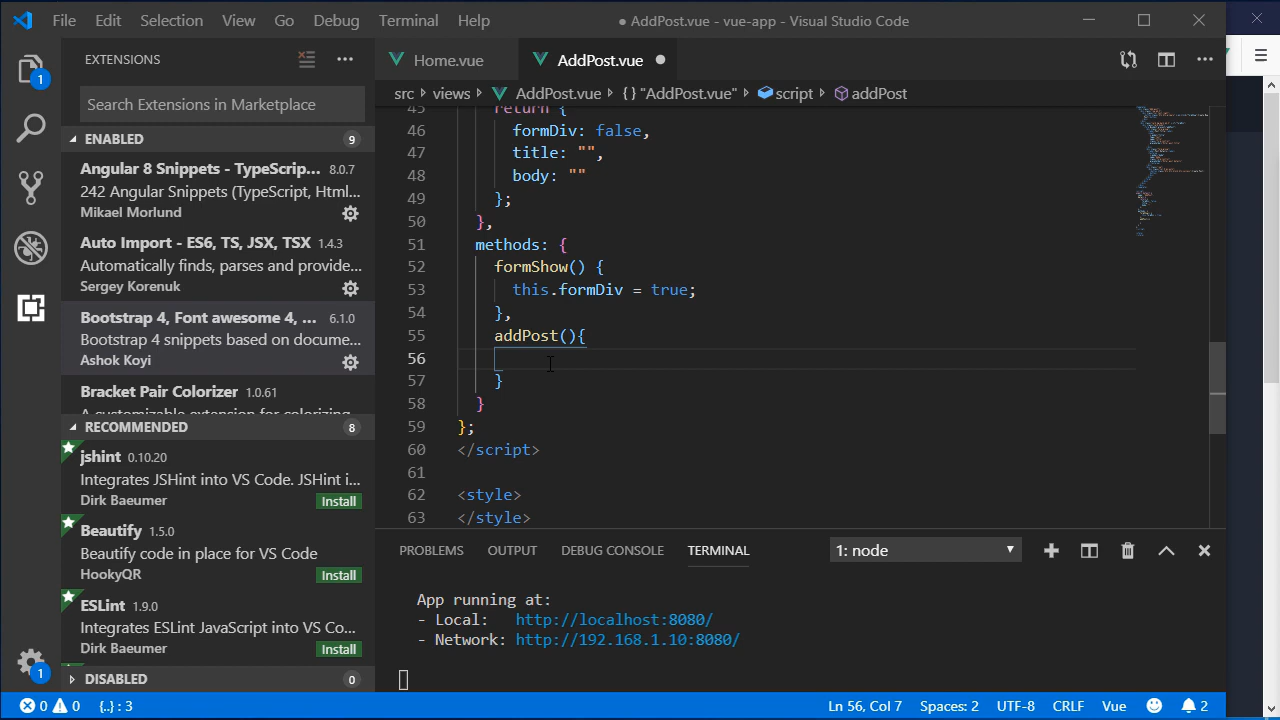 File Edit Selection View Go Debug Terminal Help ● AddPost.vue - vue-app - Visual Studio Code
EXTENSIONS
Search Extensions in Marketplace
ENABLED 9
Angular 8 Snippets - TypeScrip... 8.0.7
242 Angular Snippets (TypeScript, Html...
Mikael Morlund
Auto Import - ES6, TS, JSX, TSX 1.4.3
Automatically finds, parses and provide...
Sergey Korenuk
Bootstrap 4, Font awesome 4, ... 6.1.0
Bootstrap 4 snippets based on docume...
Ashok Koyi
Bracket Pair Colorizer 1.0.61
A customizable extension for colorizing
RECOMMENDED 8
jshint 0.10.20
Integrates JSHint into VS Code. JSHint i...
Dirk Baeumer Install
Beautify 1.5.0
Beautify code in place for VS Code
HookyQR Install
ESLint 1.9.0
Integrates ESLint JavaScript into VS Co...
Dirk Baeumer Install
DISABLED 0
1
1
Home.vue AddPost.vue
src views AddPost.vue {} "AddPost.vue" script addPost
45 return {
46 formDiv: false,
47 title: "",
48 body: ""
49 };
50 },
51 methods: {
52 formShow() {
53 this.formDiv = true;
54 },
55 addPost(){
56
57 }
58 }
59 };
60 </script>
61
62 <style>
63 </style>
PROBLEMS OUTPUT DEBUG CONSOLE TERMINAL 1: node
App running at:
- Local: http://localhost:8080/
- Network: http://192.168.1.10:8080/
0 0 {..} : 3 Ln 56, Col 7 Spaces: 2 UTF-8 CRLF Vue 2